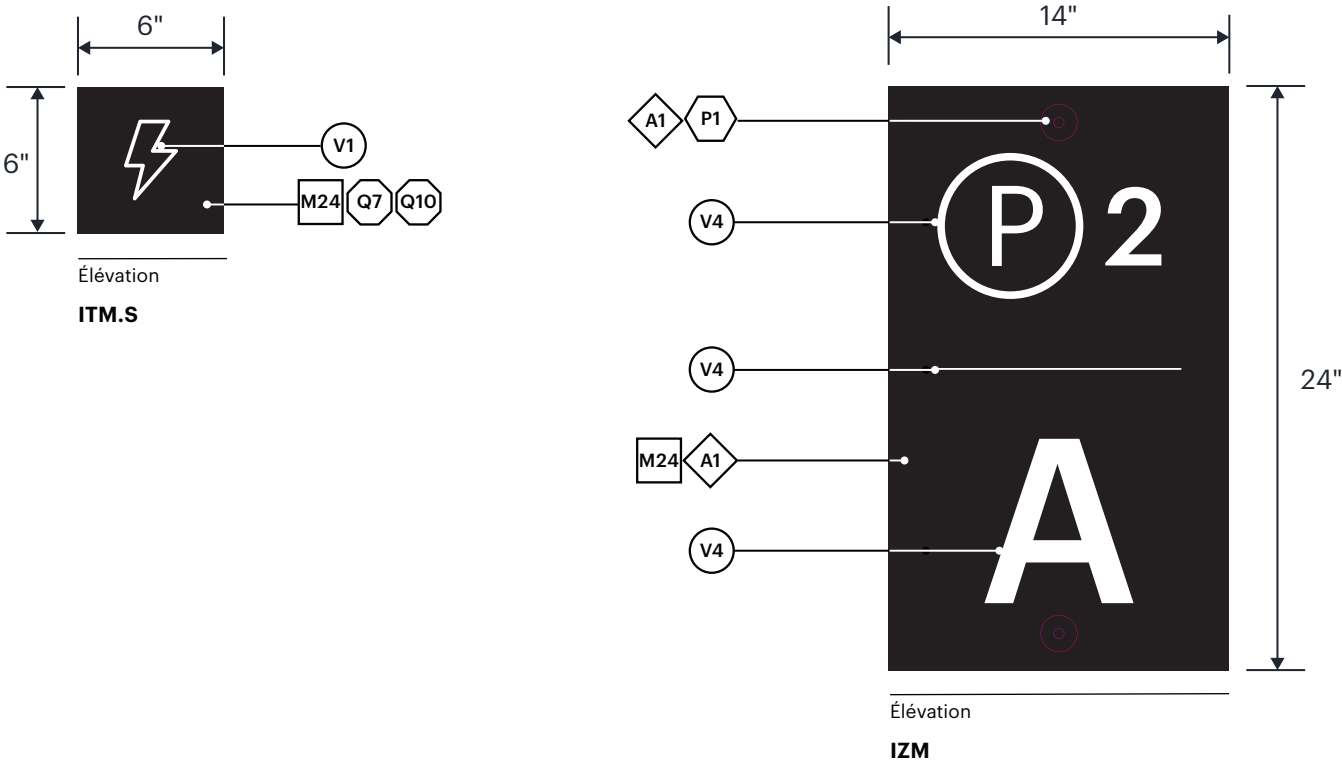 6"
6"
V1
M24 Q7 Q10
Élévation
ITM.S
14"
A1 P1
V4
P 2
24"
V4
M24 A1
A
V4
Élévation
IZM